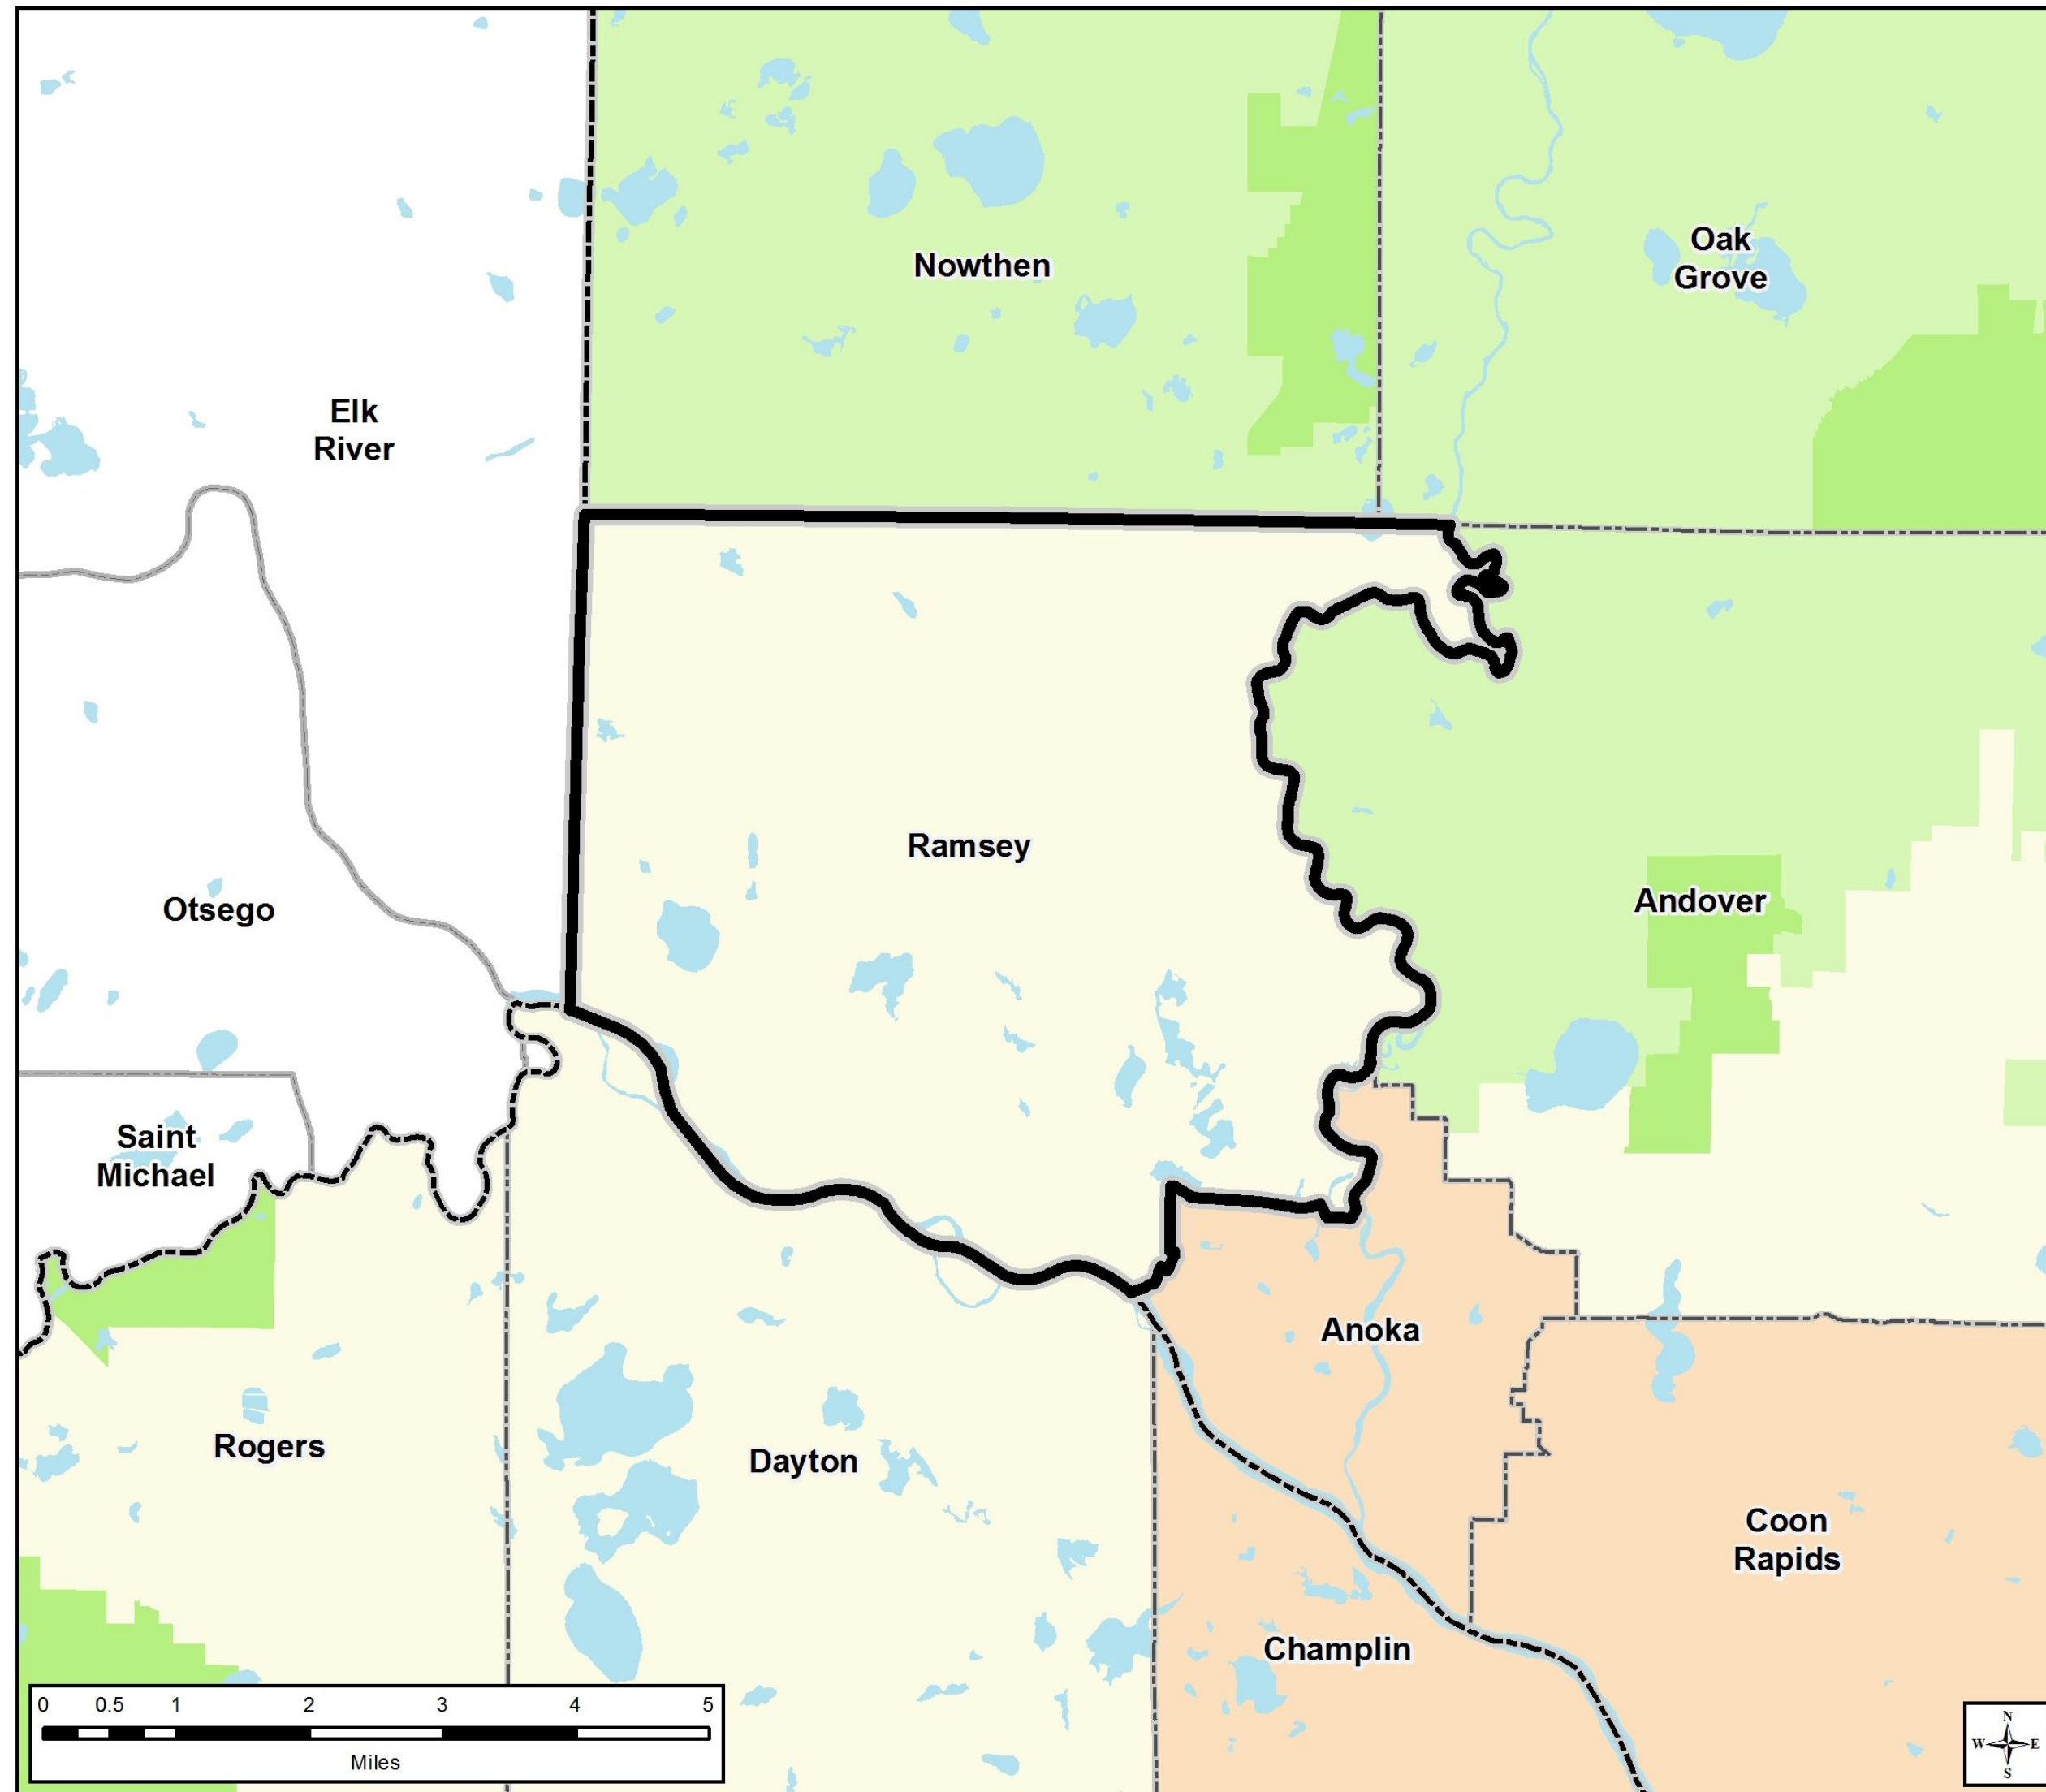 Nowthen
Oak
Grove
Elk
River
Ramsey
Otsego
Andover
Saint
Michael
Anoka
Rogers
Dayton
Coon
Rapids
Champlin
0 0.5 1 2 3 4 5
Miles
N
W E
S